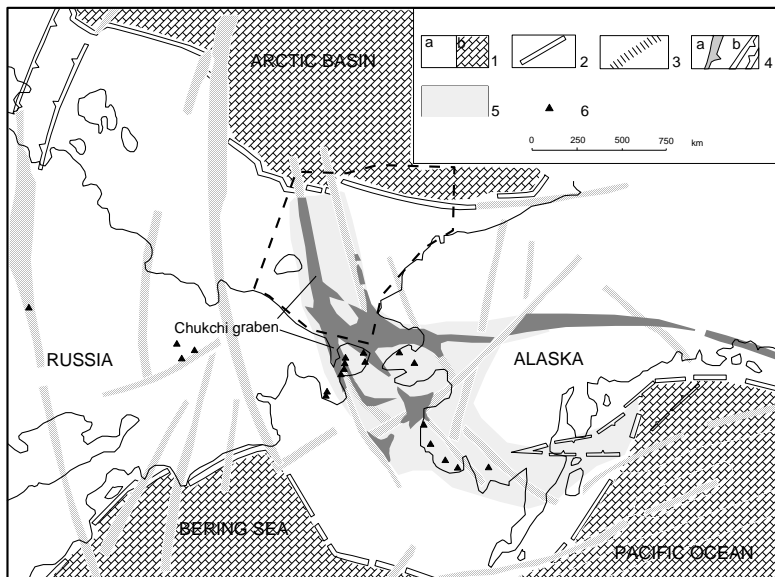 ARCTIC BASIN
a b 1
2
3
a b 4
5
6
0 250 500 750 km
Chukchi graben
RUSSIA
ALASKA
BERING SEA
PACIFIC OCEAN